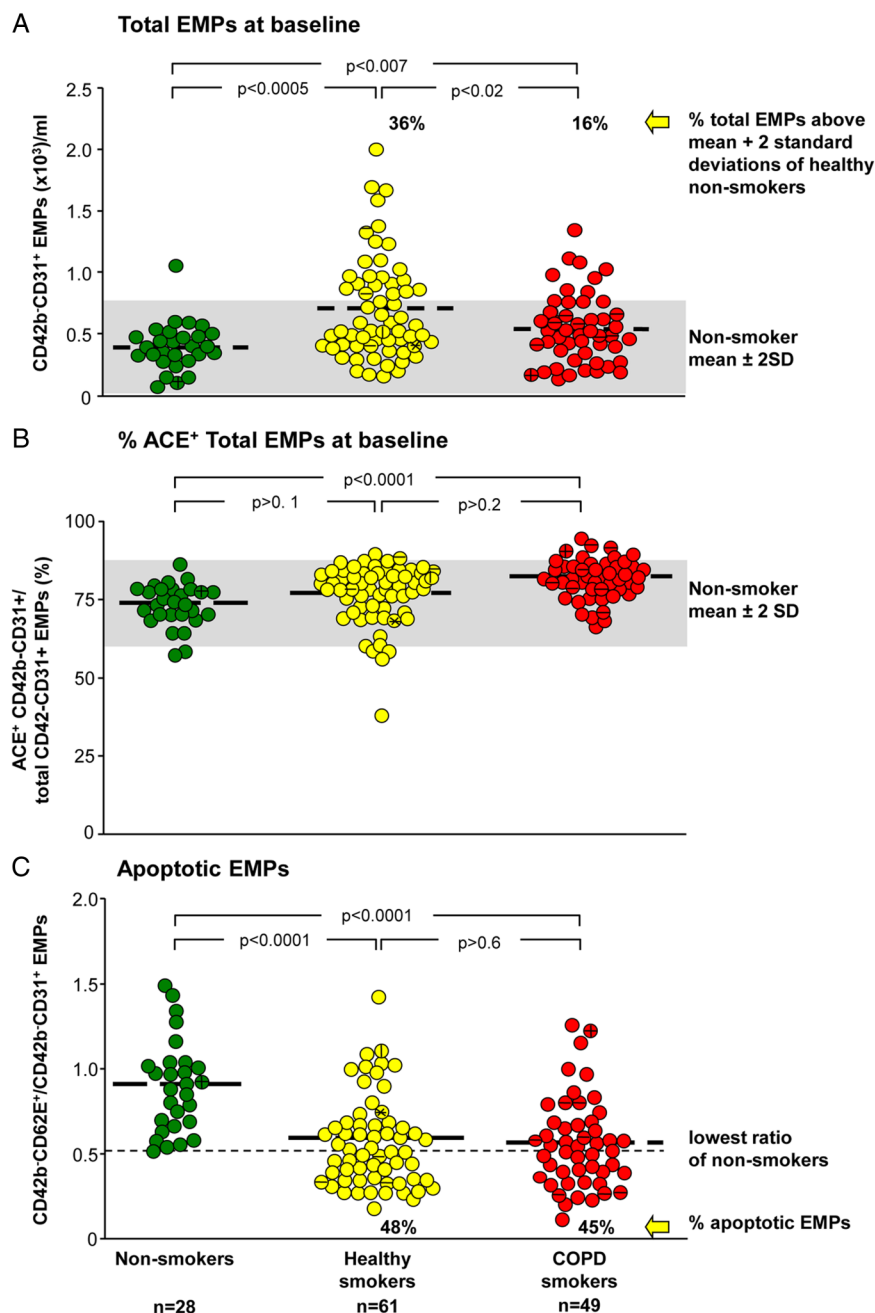 A
Total EMPs at baseline
p<0.007
p<0.0005
p<0.02
2.5
2.0
1.5
1.0
0.5
0
CD42b⁻CD31⁺ EMPs (x10³)/ml
36%
16%
% total EMPs above
mean + 2 standard
deviations of healthy
non-smokers
Non-smoker
mean ± 2SD
B
% ACE⁺ Total EMPs at baseline
p<0.0001
p>0. 1
p>0.2
100
75
50
25
0
ACE⁺ CD42b-CD31+/
total CD42-CD31+ EMPs (%)
Non-smoker
mean ± 2 SD
C
Apoptotic EMPs
p<0.0001
p<0.0001
p>0.6
2.0
1.5
1.0
0.5
0
CD42b⁻CD62E⁺/CD42b⁻CD31⁺ EMPs
lowest ratio
of non-smokers
48%
45%
% apoptotic EMPs
Non-smokers
Healthy
smokers
COPD
smokers
n=28
n=61
n=49